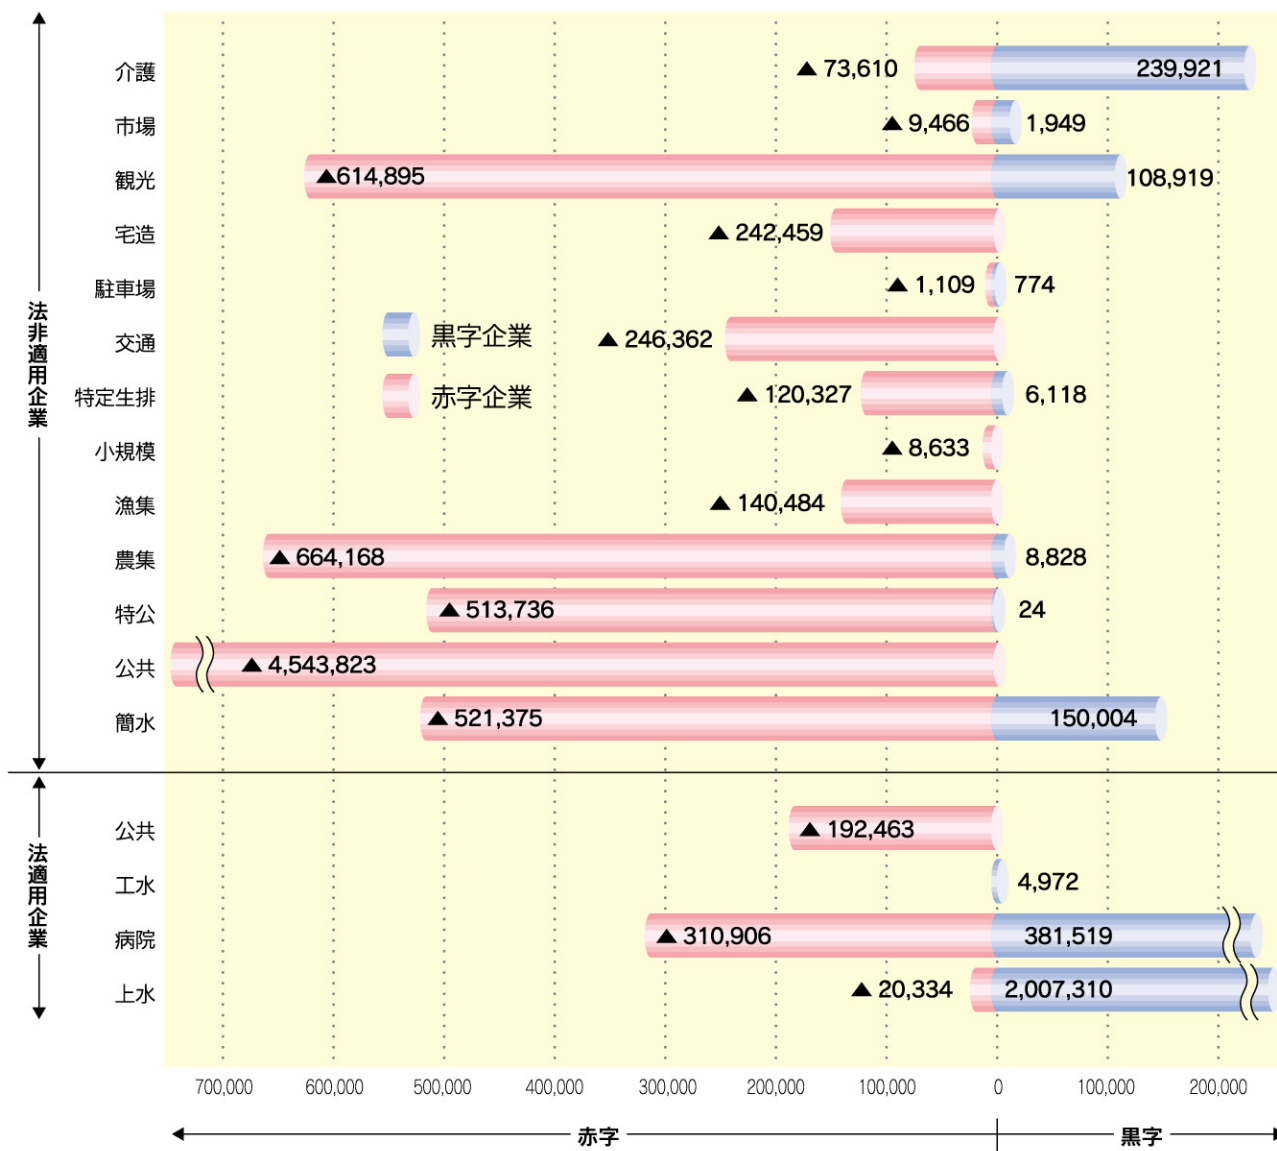 法非適用企業
介護 ▲ 73,610 239,921
市場 ▲ 9,466 1,949
観光 ▲614,895 108,919
宅造 ▲ 242,459
駐車場 ▲ 1,109 774
交通 ▲ 246,362
黒字企業
赤字企業
特定生排 ▲ 120,327 6,118
小規模 ▲ 8,633
漁集 ▲ 140,484
農集 ▲ 664,168 8,828
特公 ▲ 513,736 24
公共 ▲ 4,543,823
簡水 ▲ 521,375 150,004
法適用企業
公共 ▲ 192,463
工水 4,972
病院 ▲ 310,906 381,519
上水 ▲ 20,334 2,007,310
700,000 600,000 500,000 400,000 300,000 200,000 100,000 0 100,000 200,000
赤字 黒字